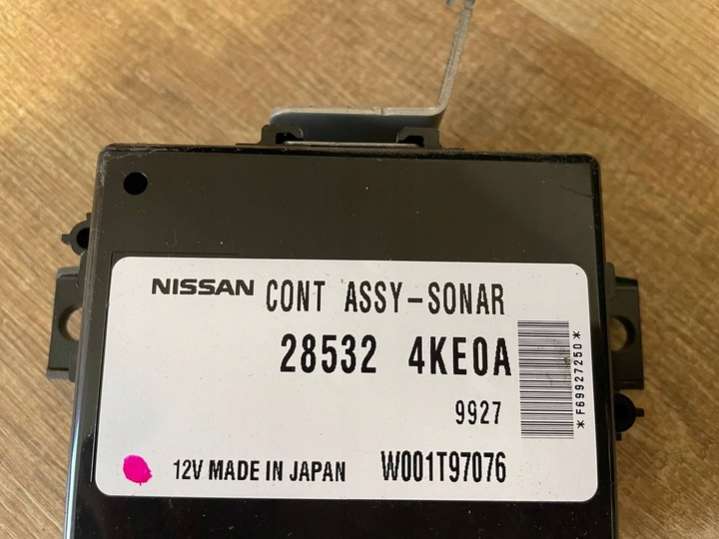 NISSAN CONT ASSY-SONAR
28532 4KE0A
9927
12V MADE IN JAPAN W001T97076
*F69927250*